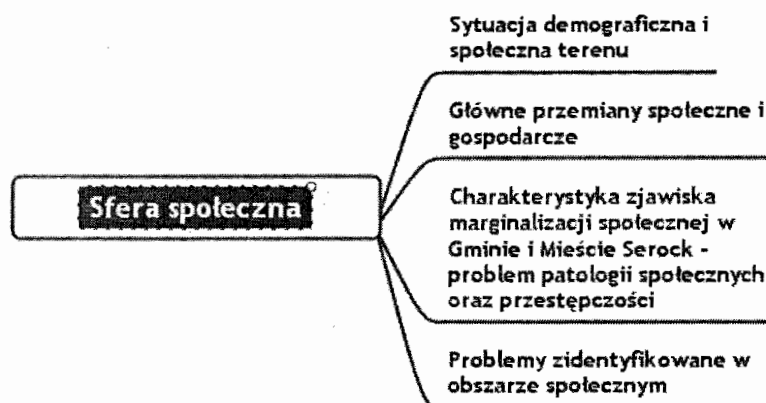 Sytuacja demograficzna i
społeczna terenu
Główne przemiany społeczne i
gospodarcze
Sfera społeczna
Charakterystyka zjawiska
marginalizacji społecznej w
Gminie i Mieście Serock -
problem patologii społecznych
oraz przestępczości
Problemy zidentyfikowane w
obszarze społecznym